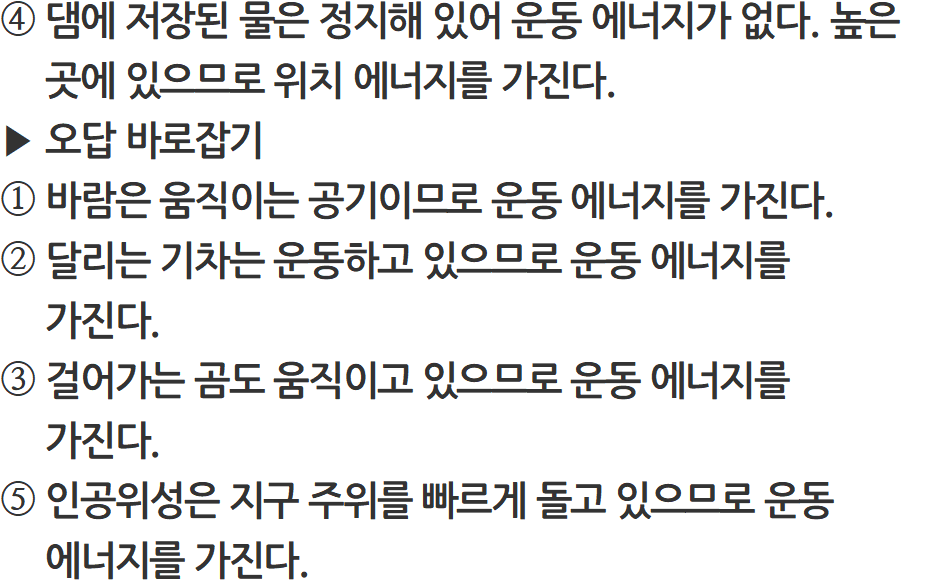 ④ 댐에 저장된 물은 정지해 있어 운동 에너지가 없다. 높은
곳에 있으므로 위치 에너지를 가진다.
▶ 오답 바로잡기
① 바람은 움직이는 공기이므로 운동 에너지를 가진다.
② 달리는 기차는 운동하고 있으므로 운동 에너지를
가진다.
③ 걸어가는 곰도 움직이고 있으므로 운동 에너지를
가진다.
⑤ 인공위성은 지구 주위를 빠르게 돌고 있으므로 운동
에너지를 가진다.